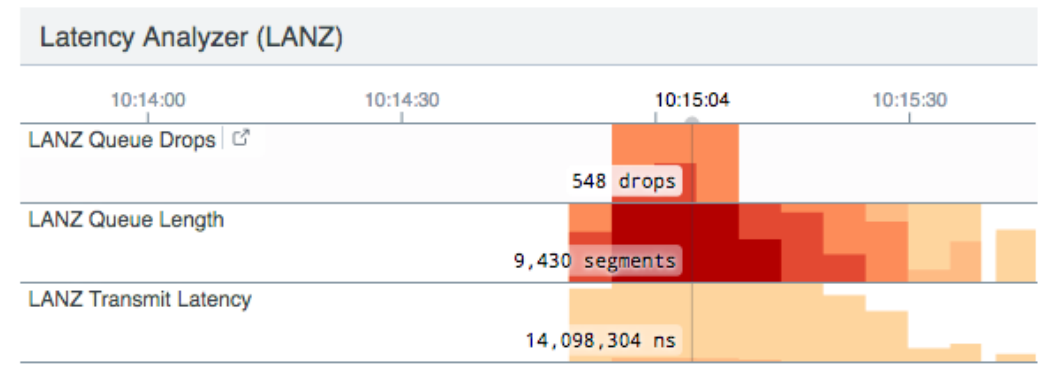 Latency Analyzer (LANZ)
10:14:00 10:14:30 10:15:04 10:15:30
LANZ Queue Drops
548 drops
LANZ Queue Length
9,430 segments
LANZ Transmit Latency
14,098,304 ns